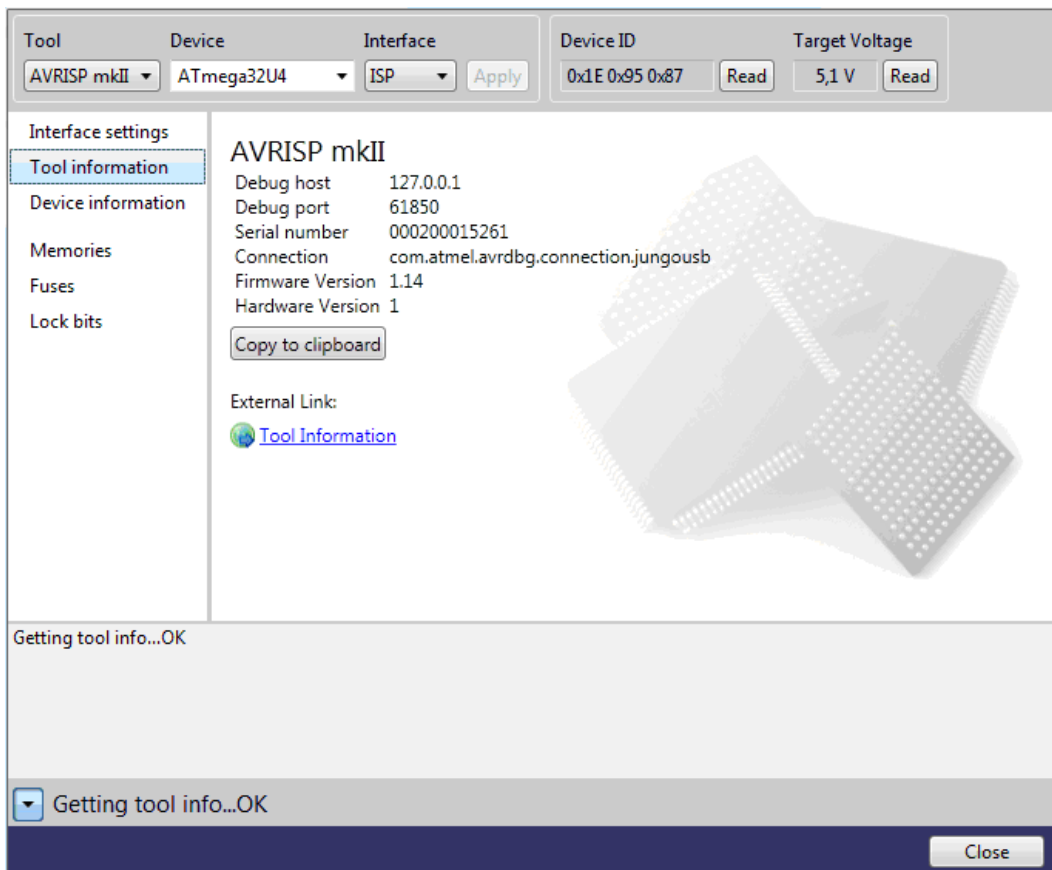 Tool Device Interface Device ID Target Voltage
AVRISP mkII ATmega32U4 ISP Apply 0x1E 0x95 0x87 Read 5,1 V Read
Interface settings
Tool information
Device information
Memories
Fuses
Lock bits
AVRISP mkII
Debug host 127.0.0.1
Debug port 61850
Serial number 000200015261
Connection com.atmel.avrdbg.connection.jungousb
Firmware Version 1.14
Hardware Version 1
Copy to clipboard
External Link:
Tool Information
Getting tool info...OK
Getting tool info...OK
Close